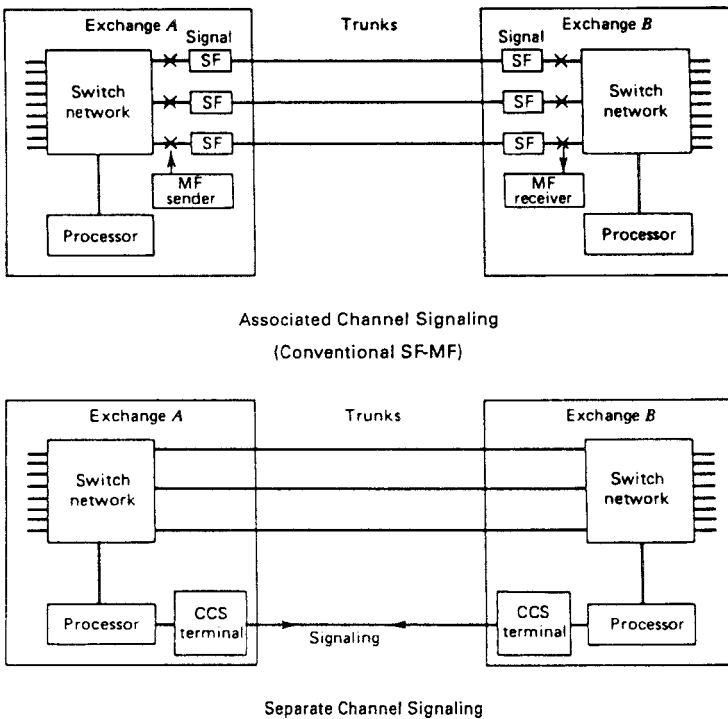 Exchange A
Trunks
Exchange B
Signal
Signal
SF
SF
Switch
network
SF
SF
Switch
network
SF
SF
MF
sender
MF
receiver
Processor
Processor
Associated Channel Signaling
(Conventional SF-MF)
Exchange A
Trunks
Exchange B
Switch
network
Switch
network
Processor
CCS
terminal
Signaling
CCS
terminal
Processor
Separate Channel Signaling